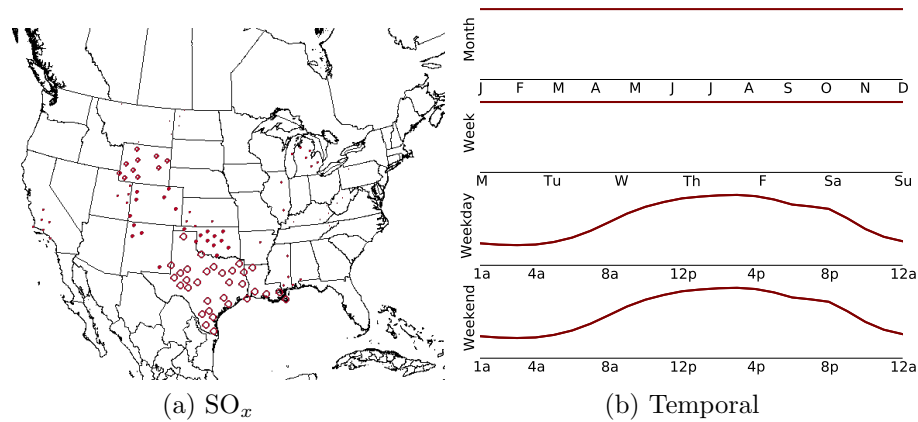 Month
J F M A M J J A S O N D
Week
M Tu W Th F Sa Su
Weekday
1a 4a 8a 12p 4p 8p 12a
Weekend
1a 4a 8a 12p 4p 8p 12a
(a) SOₓ (b) Temporal